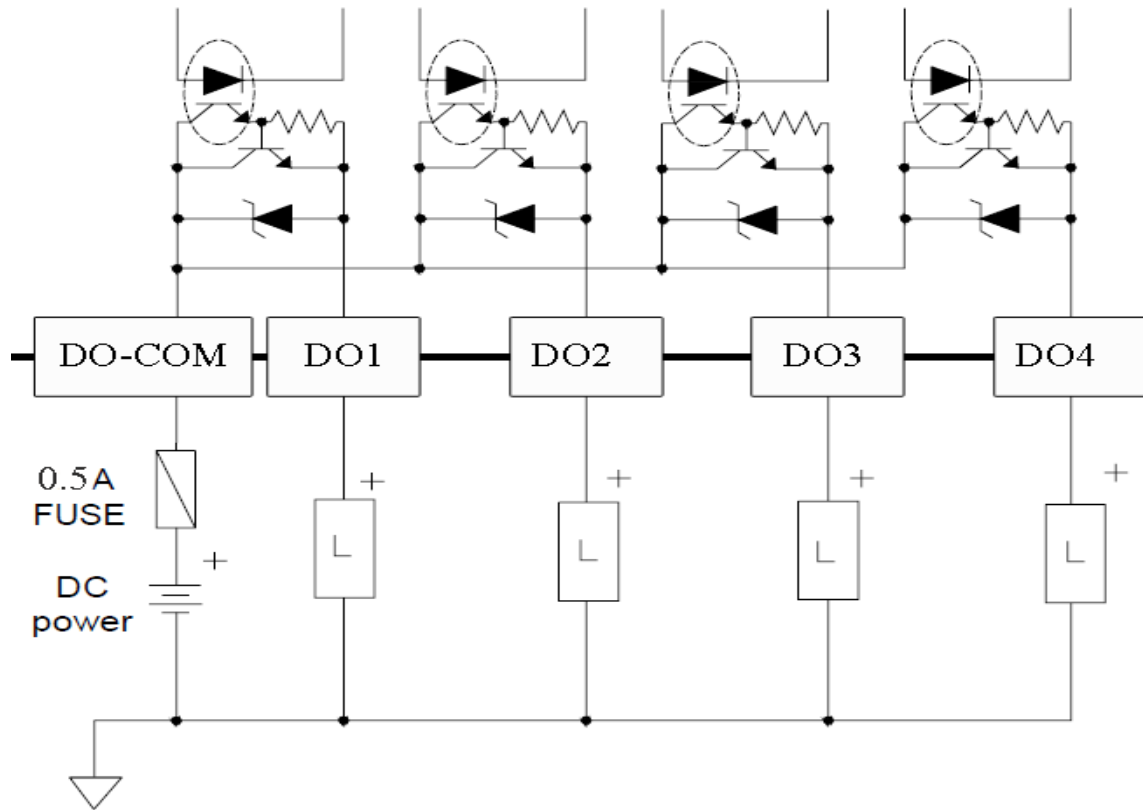 DO-COM
DO1
DO2
DO3
DO4
0.5A
FUSE
+
DC
power
+
L
+
L
+
L
+
L